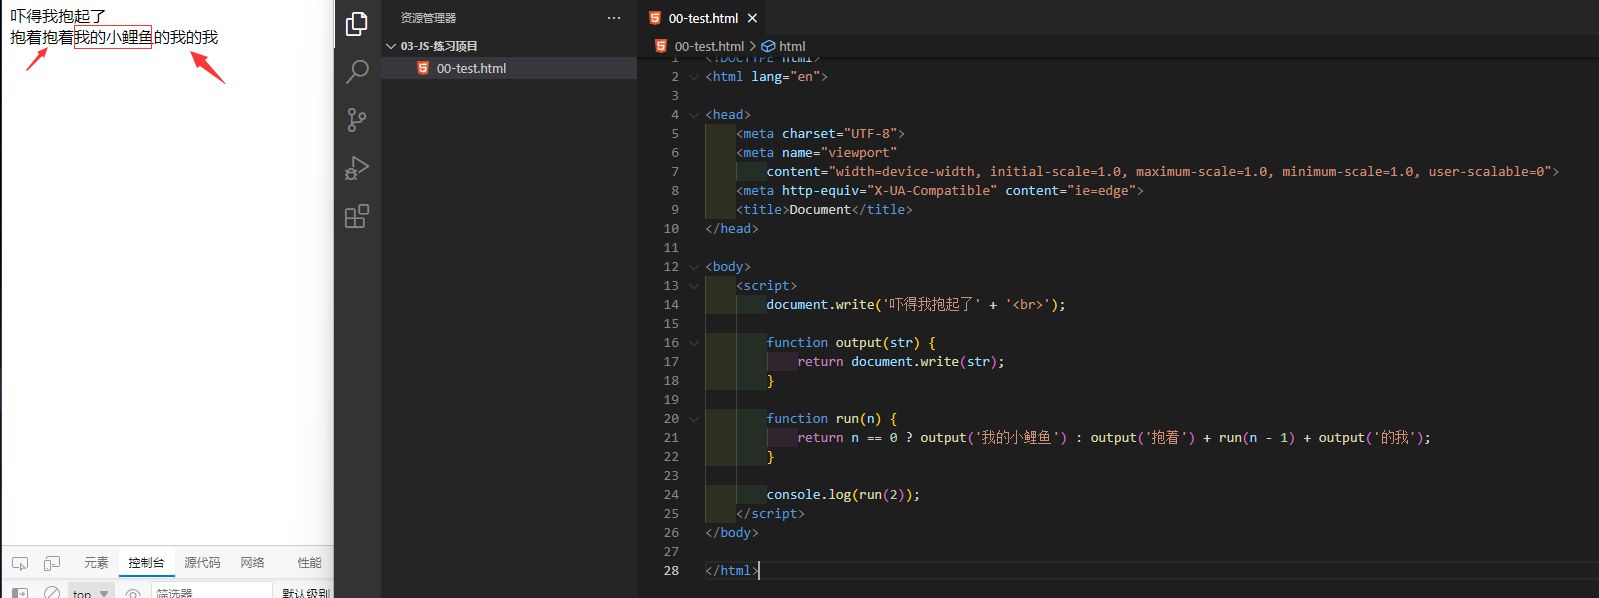 吓得我抱起了
抱着抱着我的小鲤鱼的我的我
元素 控制台 源代码 网络 性能
top 筛选器 默认级别
资源管理器 ···
03-JS-练习项目
00-test.html
00-test.html
00-test.html > html
1 <!DOCTYPE html>
2 <html lang="en">
3
4 <head>
5 <meta charset="UTF-8">
6 <meta name="viewport"
7 content="width=device-width, initial-scale=1.0, maximum-scale=1.0, minimum-scale=1.0, user-scalable=0">
8 <meta http-equiv="X-UA-Compatible" content="ie=edge">
9 <title>Document</title>
10 </head>
11
12 <body>
13 <script>
14 document.write('吓得我抱起了' + '<br>');
15
16 function output(str) {
17 return document.write(str);
18 }
19
20 function run(n) {
21 return n == 0 ? output('我的小鲤鱼') : output('抱着') + run(n - 1) + output('的我');
22 }
23
24 console.log(run(2));
25 </script>
26 </body>
27
28 </html>